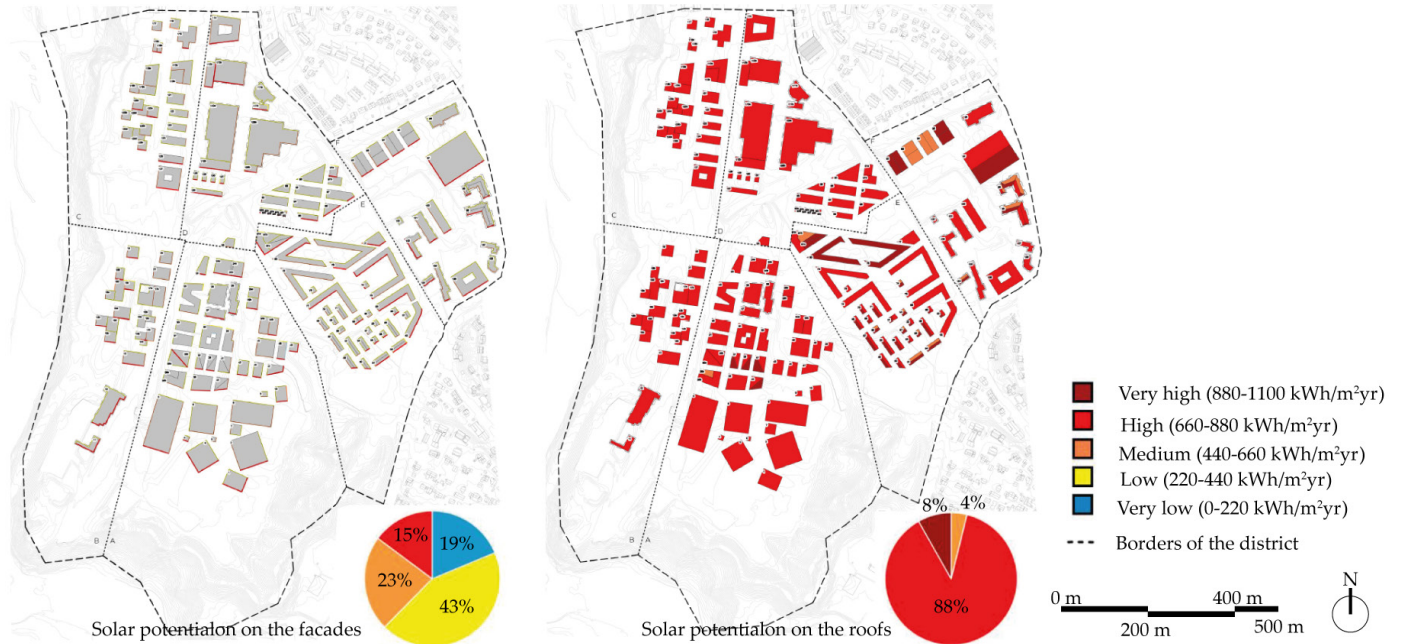 C
D
E
B
A
15%
19%
23%
43%
Solar potentialon on the facades
C
D
E
B
A
8%
4%
88%
Solar potentialon on the roofs
Very high (880-1100 kWh/m²yr)
High (660-880 kWh/m²yr)
Medium (440-660 kWh/m²yr)
Low (220-440 kWh/m²yr)
Very low (0-220 kWh/m²yr)
Borders of the district
0 m
400 m
200 m
500 m
N